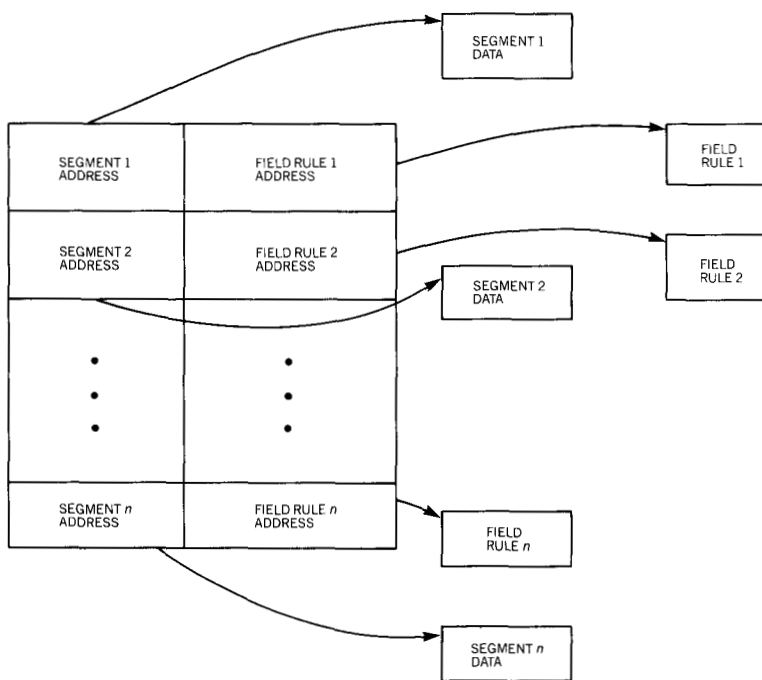 SEGMENT 1
DATA
SEGMENT 1
ADDRESS
FIELD RULE 1
ADDRESS
FIELD
RULE 1
SEGMENT 2
ADDRESS
FIELD RULE 2
ADDRESS
FIELD
RULE 2
SEGMENT 2
DATA
SEGMENT n
ADDRESS
FIELD RULE n
ADDRESS
FIELD
RULE n
SEGMENT n
DATA